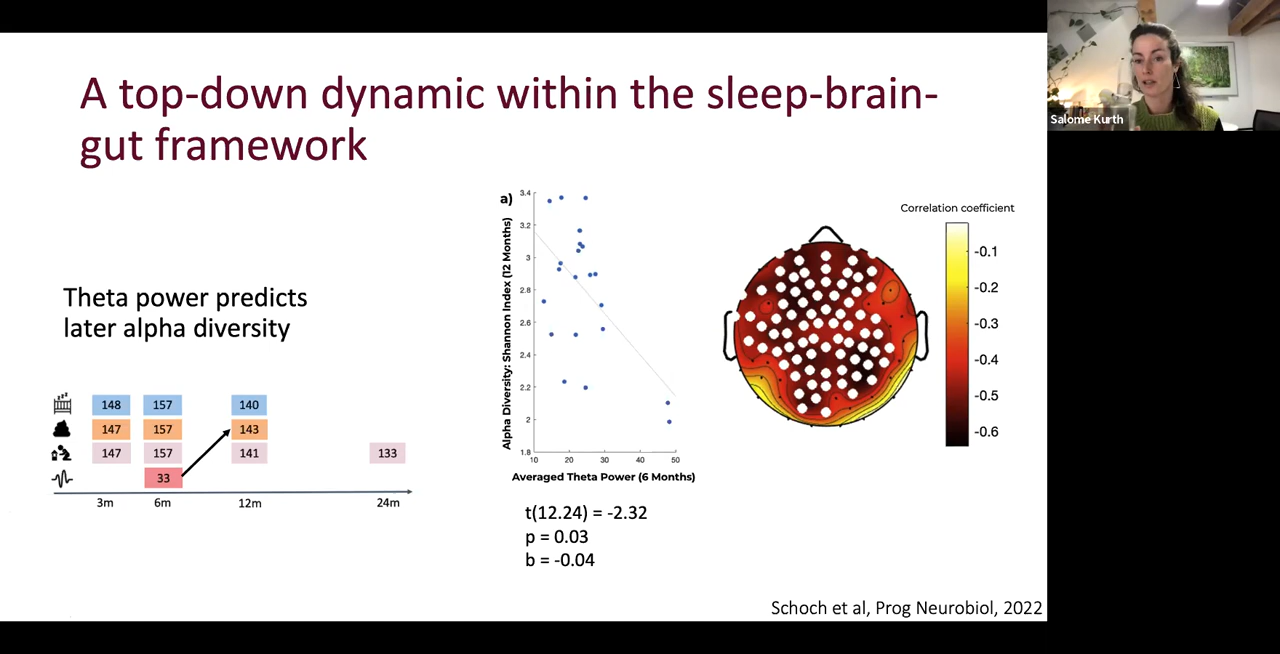 A top-down dynamic within the sleep-brain-
gut framework
Salome Kurth
Theta power predicts
later alpha diversity
148 157 140
147 157 143
147 157 141 133
33
3m 6m 12m 24m
a)
Alpha Diversity: Shannon Index (12 Months)
3.4
3.2
3
2.8
2.6
2.4
2.2
2
1.8
10 20 30 40 50
Averaged Theta Power (6 Months)
t(12.24) = -2.32
p = 0.03
b = -0.04
Correlation coefficient
-0.1
-0.2
-0.3
-0.4
-0.5
-0.6
Schoch et al, Prog Neurobiol, 2022